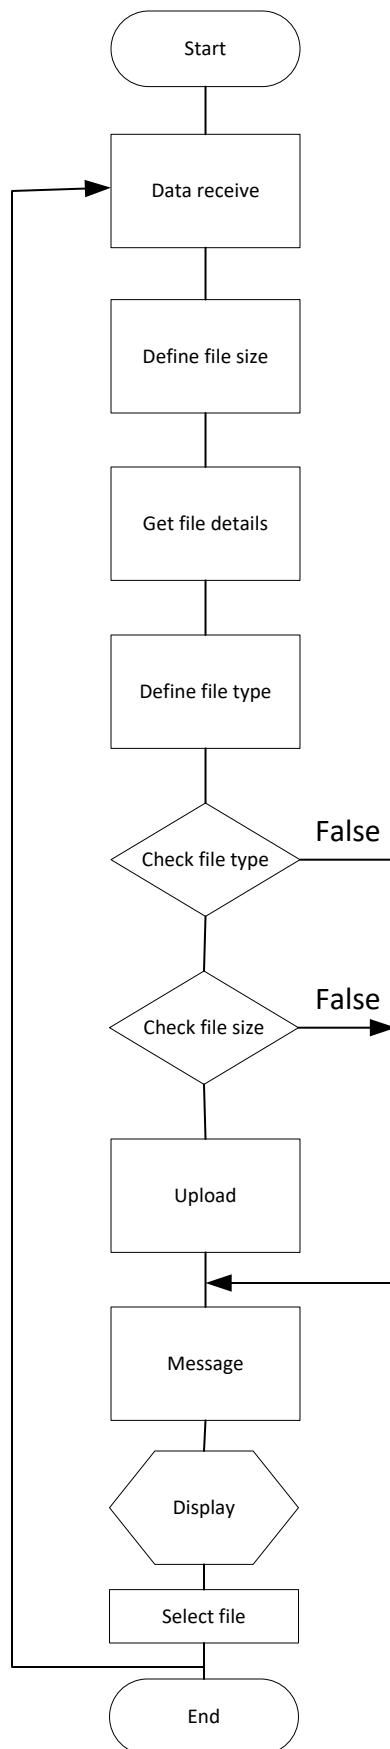 Start
Data receive
Define file size
Get file details
Define file type
False
Check file type
False
Check file size
Upload
Message
Display
Select file
End